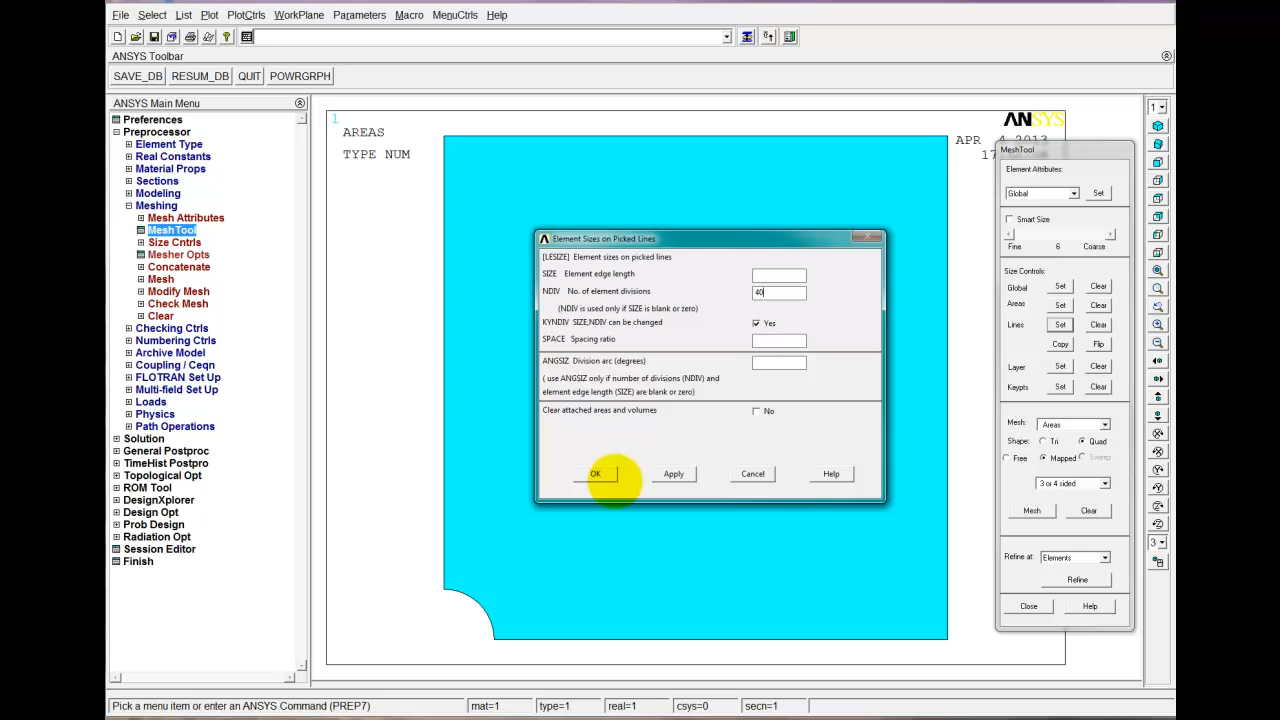 File Select List Plot PlotCtrls WorkPlane Parameters Macro MenuCtrls Help
ANSYS Toolbar
SAVE_DB RESUM_DB QUIT POWRGRPH
ANSYS Main Menu
Preferences
Preprocessor
Element Type
Real Constants
Material Props
Sections
Modeling
Meshing
Mesh Attributes
MeshTool
Size Cntrls
Mesher Opts
Concatenate
Mesh
Modify Mesh
Check Mesh
Clear
Checking Ctrls
Numbering Ctrls
Archive Model
Coupling / Ceqn
FLOTRAN Set Up
Multi-field Set Up
Loads
Physics
Path Operations
Solution
General Postproc
TimeHist Postpro
Topological Opt
ROM Tool
DesignXplorer
Design Opt
Prob Design
Radiation Opt
Session Editor
Finish
1
AREAS
TYPE NUM
ANSYS
APR 4 2013
17
Element Sizes on Picked Lines
[LESIZE] Element sizes on picked lines
SIZE Element edge length
NDIV No. of element divisions 40
(NDIV is used only if SIZE is blank or zero)
KYNDIV SIZE,NDIV can be changed Yes
SPACE Spacing ratio
ANGSIZ Division arc (degrees)
( use ANGSIZ only if number of divisions (NDIV) and
element edge length (SIZE) are blank or zero)
Clear attached areas and volumes No
OK Apply Cancel Help
MeshTool
Element Attributes:
Global Set
Smart Size
Fine 6 Coarse
Size Controls:
Global Set Clear
Areas Set Clear
Lines Set Clear
Copy Flip
Layer Set Clear
Keypts Set Clear
Mesh: Areas
Shape: Tri Quad
Free Mapped Sweep
3 or 4 sided
Mesh Clear
Refine at: Elements
Refine
Close Help
1
3
Pick a menu item or enter an ANSYS Command (PREP7) mat=1 type=1 real=1 csys=0 secn=1